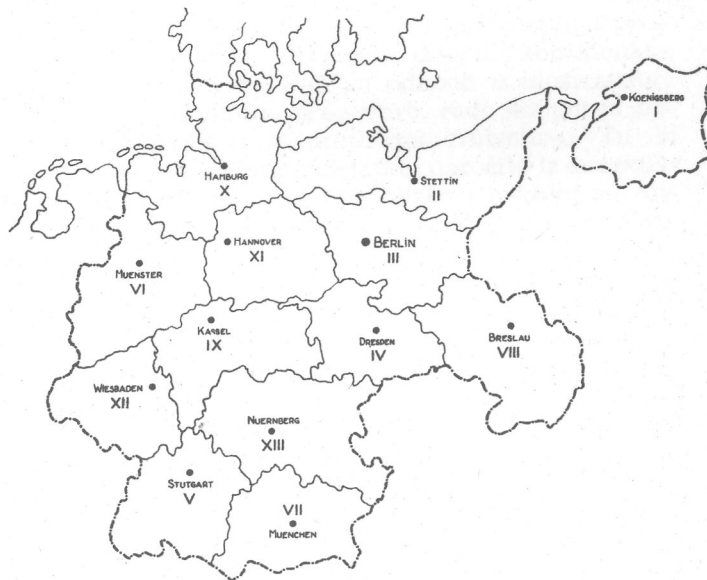 KOENIGSBERG
I
HAMBURG
X
STETTIN
II
HANNOVER
XI
BERLIN
III
MUENSTER
VI
KASSEL
IX
DRESDEN
IV
BRESLAU
VIII
WIESBADEN
XII
NUERNBERG
XIII
STUTGART
V
VII
MUENCHEN